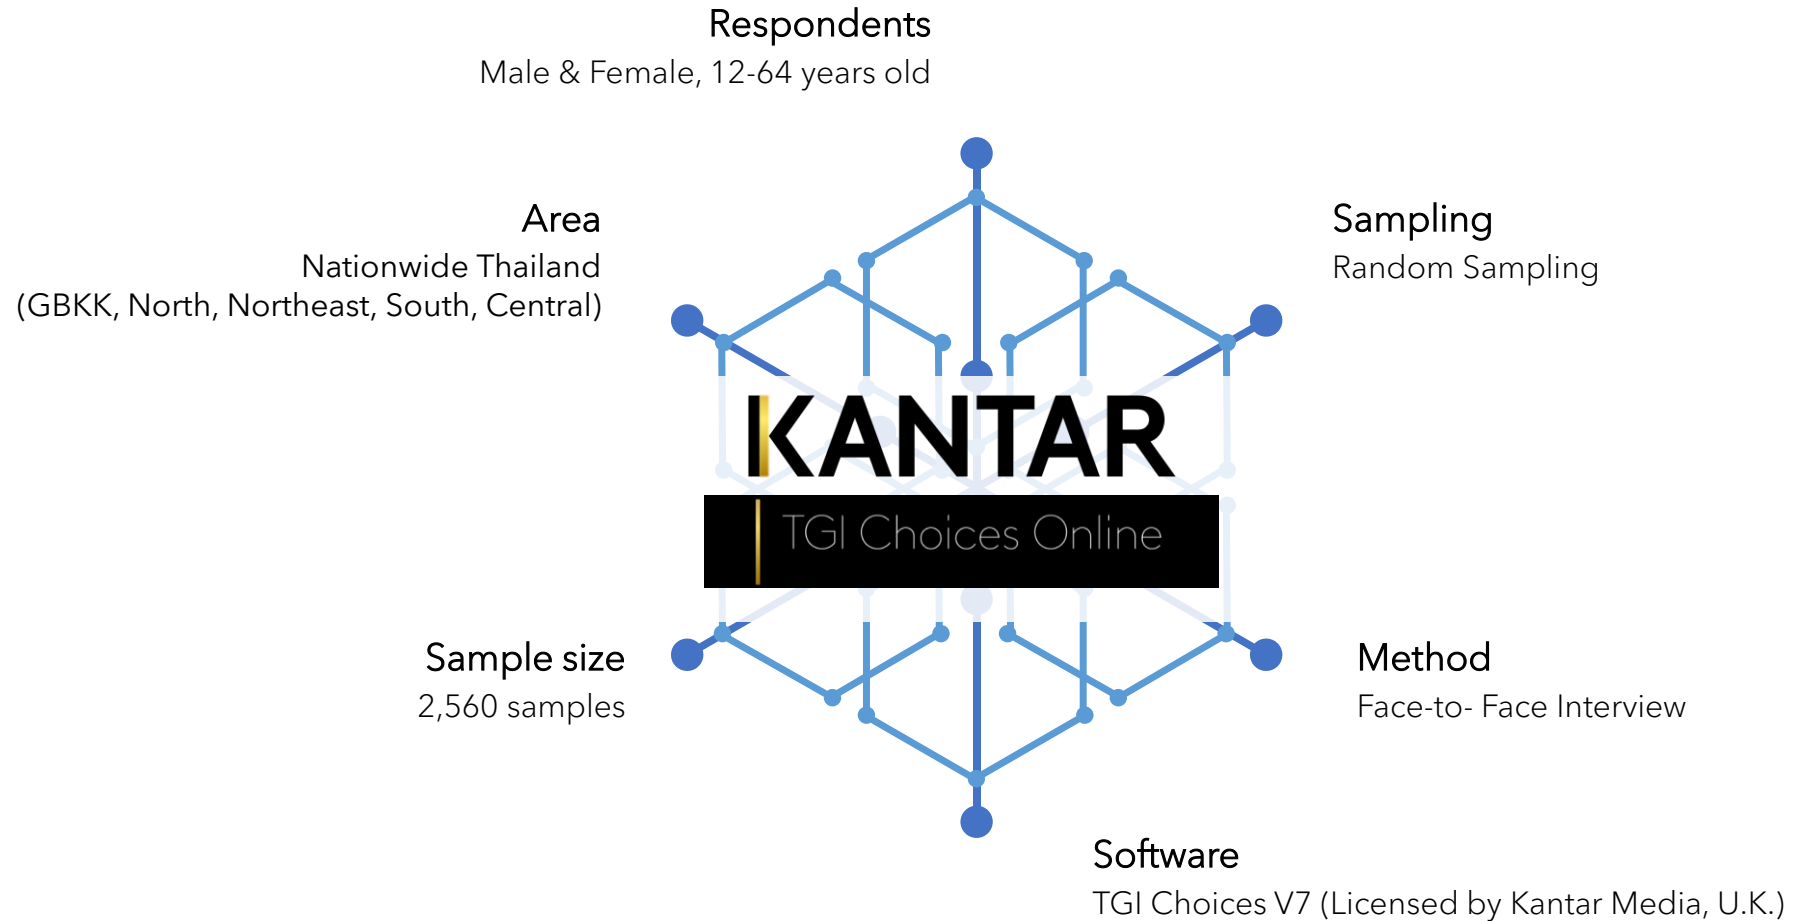 Respondents
Male & Female, 12-64 years old
Area
Nationwide Thailand
(GBKK, North, Northeast, South, Central)
Sampling
Random Sampling
KANTAR
TGI Choices Online
Sample size
2,560 samples
Method
Face-to- Face Interview
Software
TGI Choices V7 (Licensed by Kantar Media, U.K.)